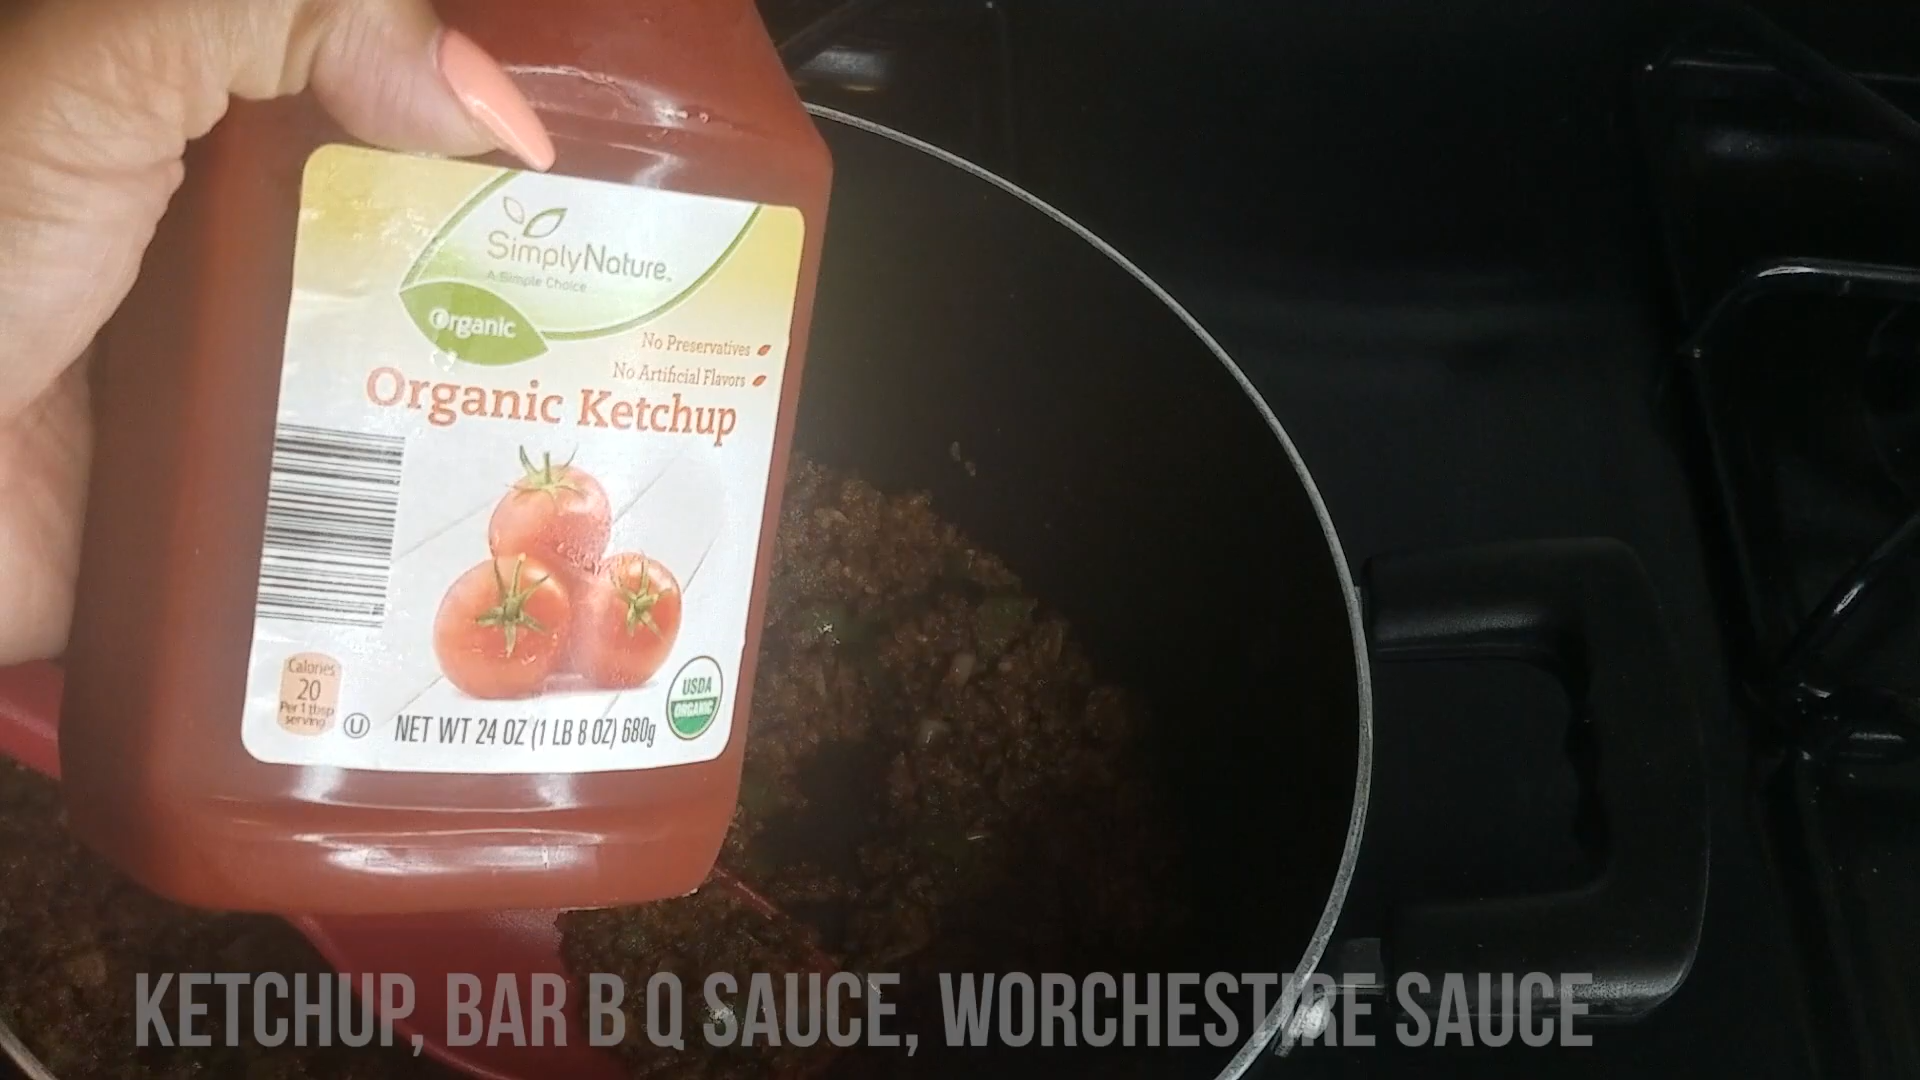 SimplyNature™
A Simple Choice
Organic
No Preservatives
No Artificial Flavors
Organic Ketchup
Calories
20
Per 1 tbsp
serving
U
NET WT 24 OZ (1 LB 8 OZ) 680g
USDA
ORGANIC
KETCHUP, BAR B Q SAUCE, WORCHESTIRE SAUCE